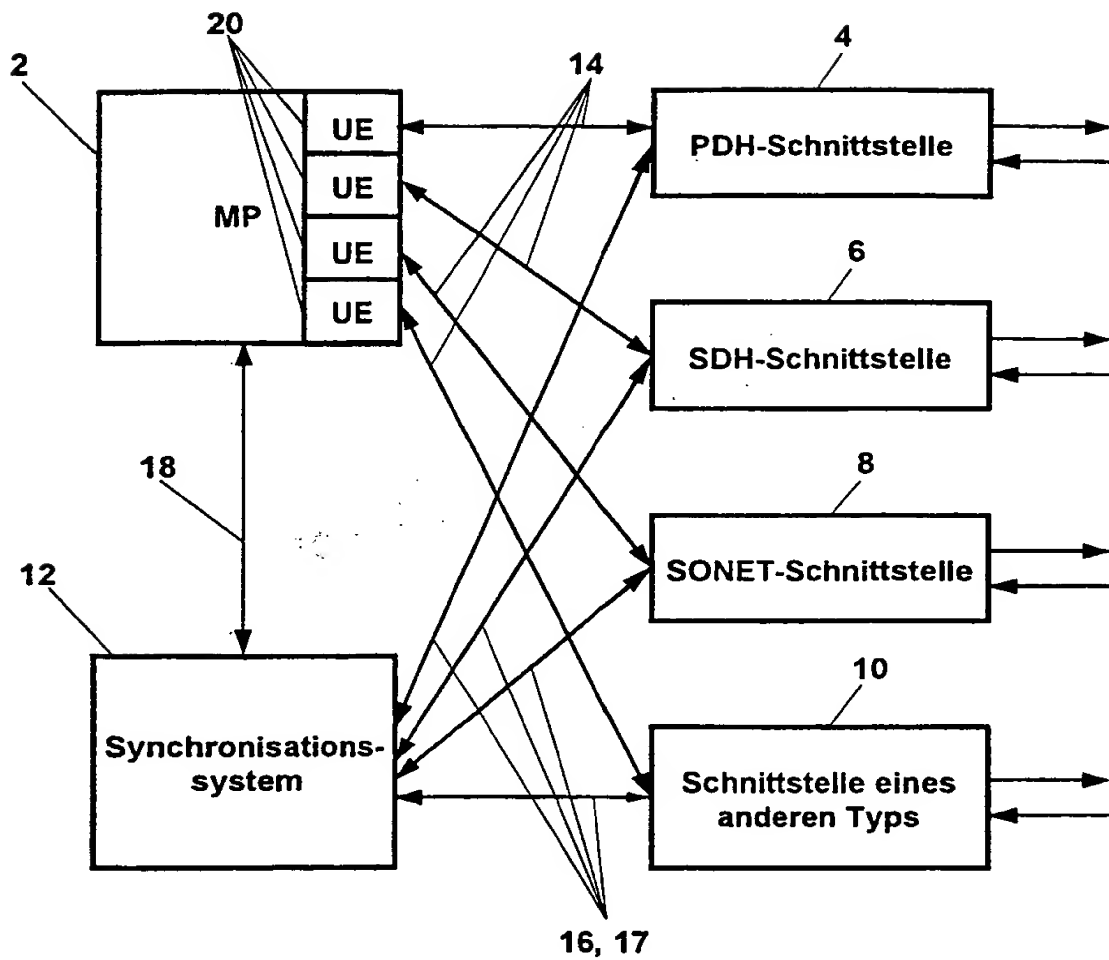 20
2
14
4
UE
PDH-Schnittstelle
UE
MP
UE
6
UE
SDH-Schnittstelle
18
8
SONET-Schnittstelle
12
10
Synchronisations-
system
Schnittstelle eines
anderen Typs
16, 17